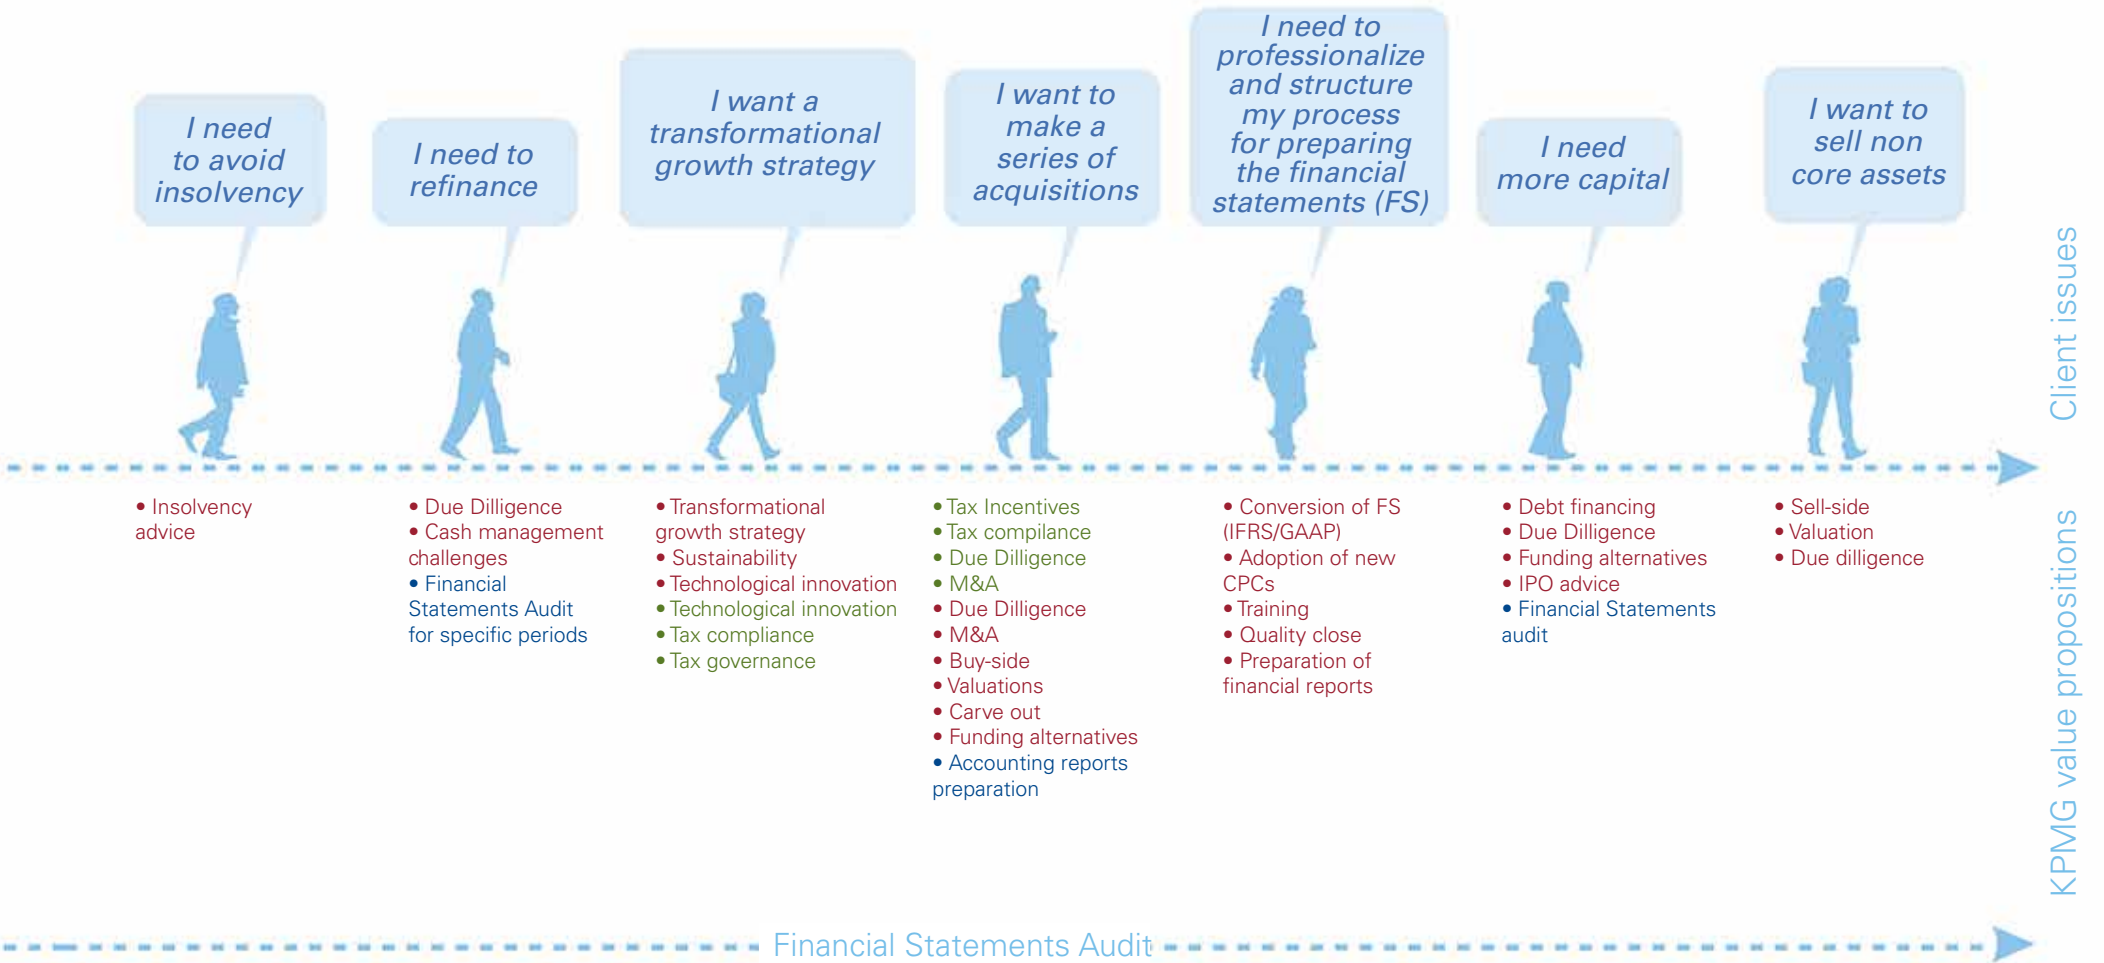 I need
to avoid
insolvency
I need to
refinance
I want a
transformational
growth strategy
I want to
make a
series of
acquisitions
I need to
professionalize
and structure
my process
for preparing
the financial
statements (FS)
I need
more capital
I want to
sell non
core assets
Client issues
• Insolvency
advice
• Due Dilligence
• Cash management
challenges
• Financial
Statements Audit
for specific periods
• Transformational
growth strategy
• Sustainability
• Technological innovation
• Technological innovation
• Tax compliance
• Tax governance
• Tax Incentives
• Tax compilance
• Due Dilligence
• M&A
• Due Dilligence
• M&A
• Buy-side
• Valuations
• Carve out
• Funding alternatives
• Accounting reports
preparation
• Conversion of FS
(IFRS/GAAP)
• Adoption of new
CPCs
• Training
• Quality close
• Preparation of
financial reports
• Debt financing
• Due Dilligence
• Funding alternatives
• IPO advice
• Financial Statements
audit
• Sell-side
• Valuation
• Due dilligence
KPMG value propositions
Financial Statements Audit